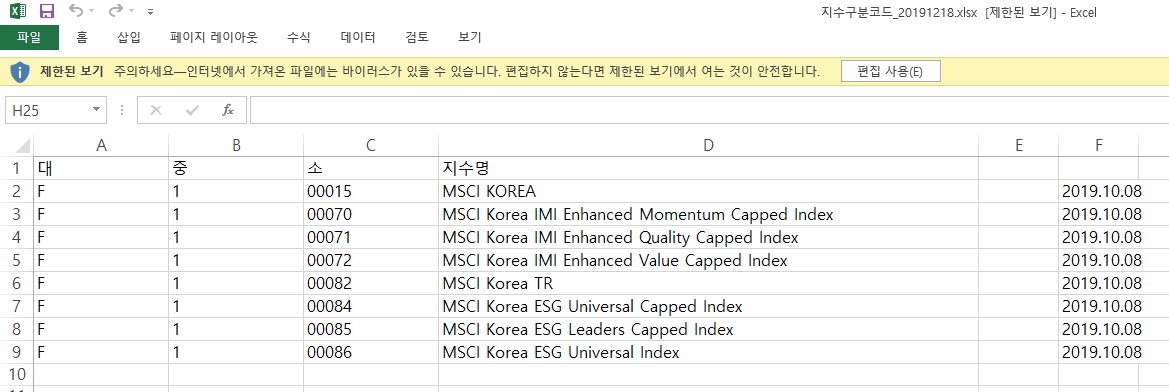 지수구분코드_20191218.xlsx [제한된 보기] - Excel
파일 홈 삽입 페이지 레이아웃 수식 데이터 검토 보기
제한된 보기 주의하세요—인터넷에서 가져온 파일에는 바이러스가 있을 수 있습니다. 편집하지 않는다면 제한된 보기에서 여는 것이 안전합니다. 편집 사용(E)
H25 fx
A B C D E F
1 대 중 소 지수명
2 F 1 00015 MSCI KOREA 2019.10.08
3 F 1 00070 MSCI Korea IMI Enhanced Momentum Capped Index 2019.10.08
4 F 1 00071 MSCI Korea IMI Enhanced Quality Capped Index 2019.10.08
5 F 1 00072 MSCI Korea IMI Enhanced Value Capped Index 2019.10.08
6 F 1 00082 MSCI Korea TR 2019.10.08
7 F 1 00084 MSCI Korea ESG Universal Capped Index 2019.10.08
8 F 1 00085 MSCI Korea ESG Leaders Capped Index 2019.10.08
9 F 1 00086 MSCI Korea ESG Universal Index 2019.10.08
10